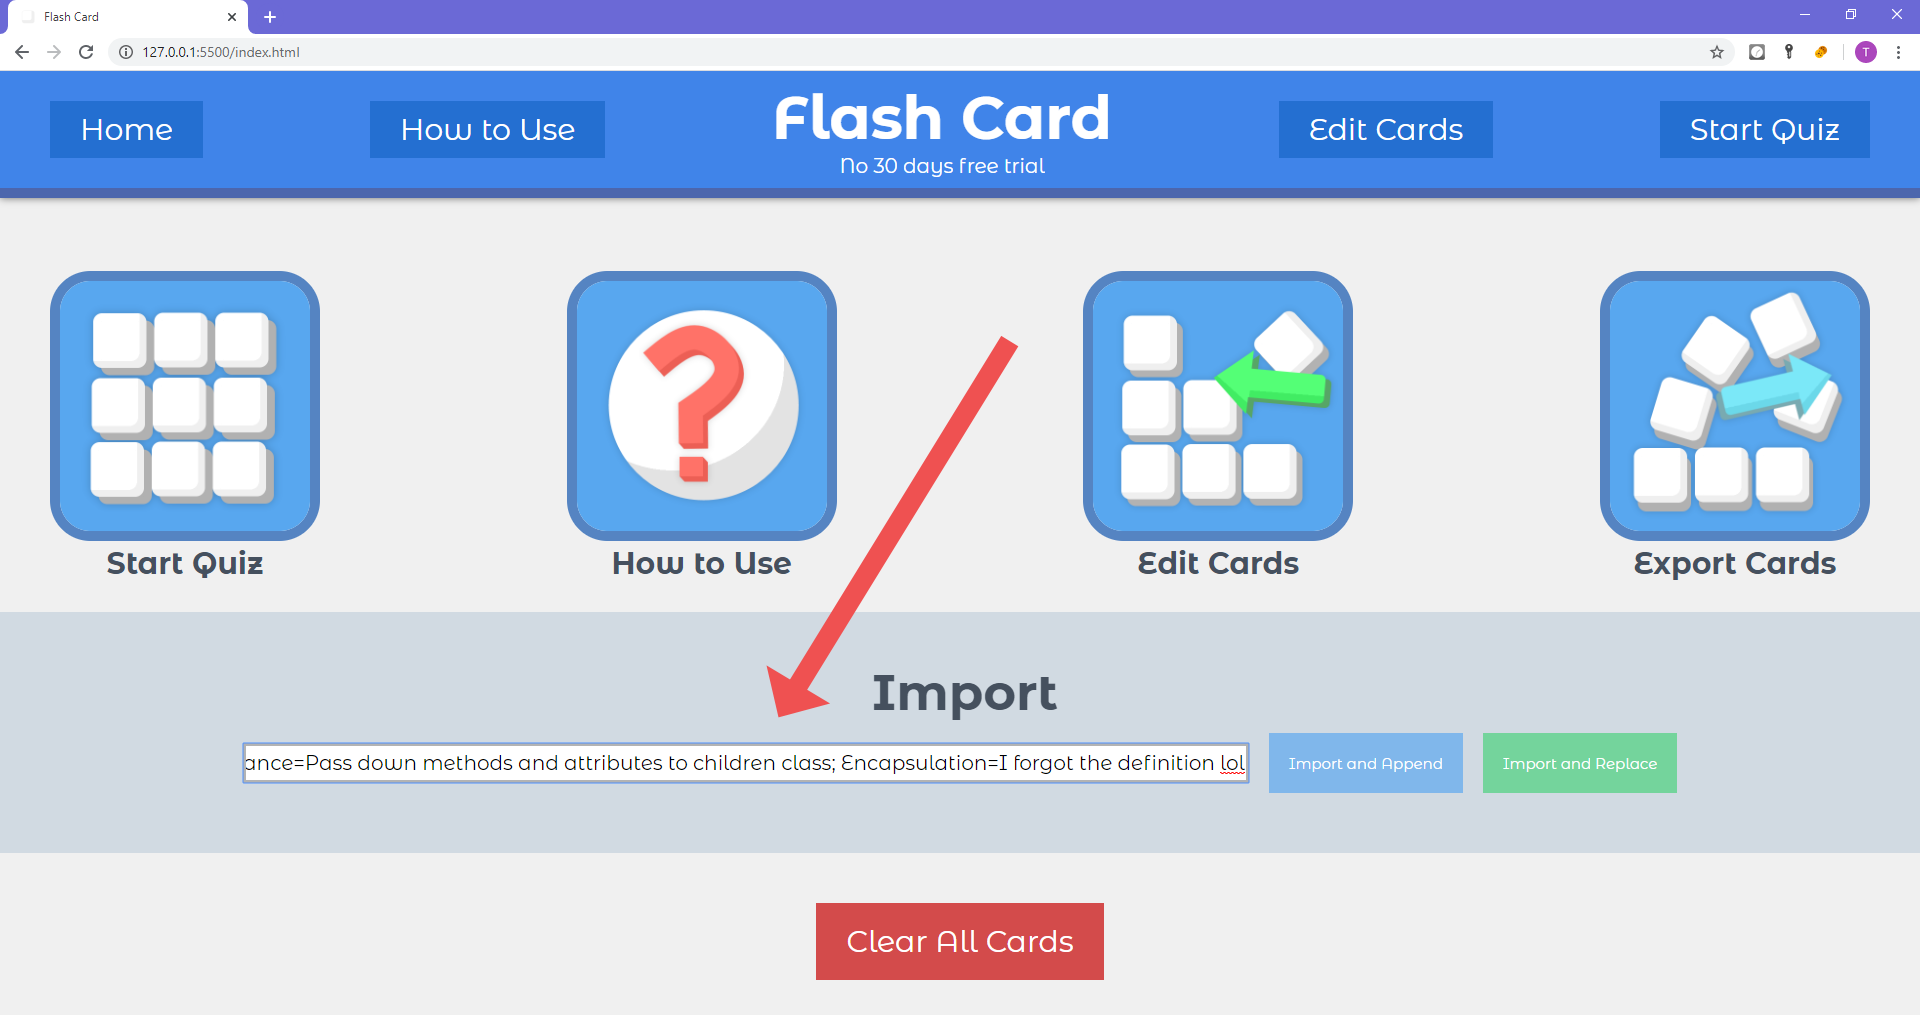 Flash Card
127.0.0.1:5500/index.html
T
Home
How to Use
Flash Card
No 30 days free trial
Edit Cards
Start Quiz
Start Quiz
How to Use
Edit Cards
Export Cards
Import
ance=Pass down methods and attributes to children class; Encapsulation=I forgot the definition lol
Import and Append
Import and Replace
Clear All Cards